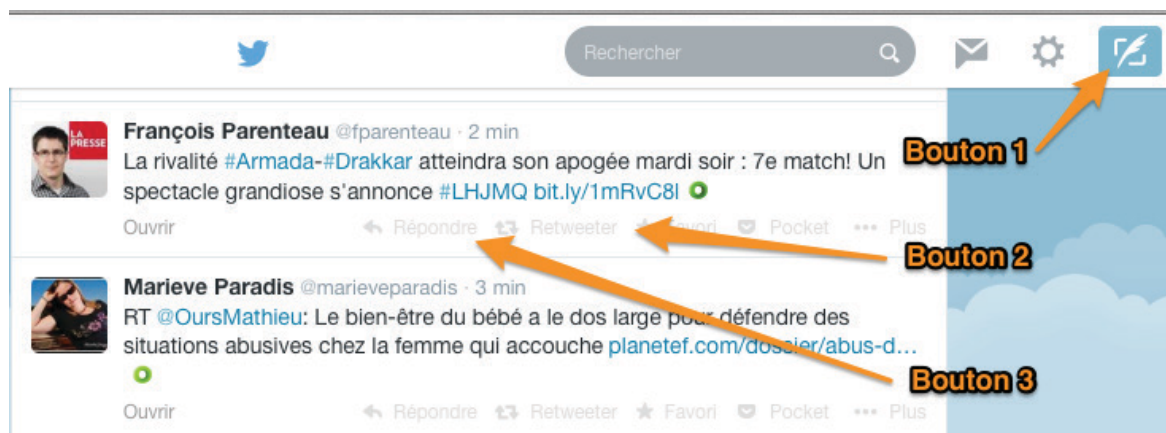 Rechercher
Bouton 1
LA
PRESSE
François Parenteau @fparenteau · 2 min
La rivalité #Armada-#Drakkar atteindra son apogée mardi soir : 7e match! Un
spectacle grandiose s'annonce #LHJMQ bit.ly/1mRvC8l
Ouvrir Répondre Retweeter Favori Pocket Plus
Bouton 2
Marieve Paradis @marieveparadis · 3 min
RT @OursMathieu: Le bien-être du bébé a le dos large pour défendre des
situations abusives chez la femme qui accouche planetef.com/dossier/abus-d…
Bouton 3
Ouvrir Répondre Retweeter Favori Pocket Plus